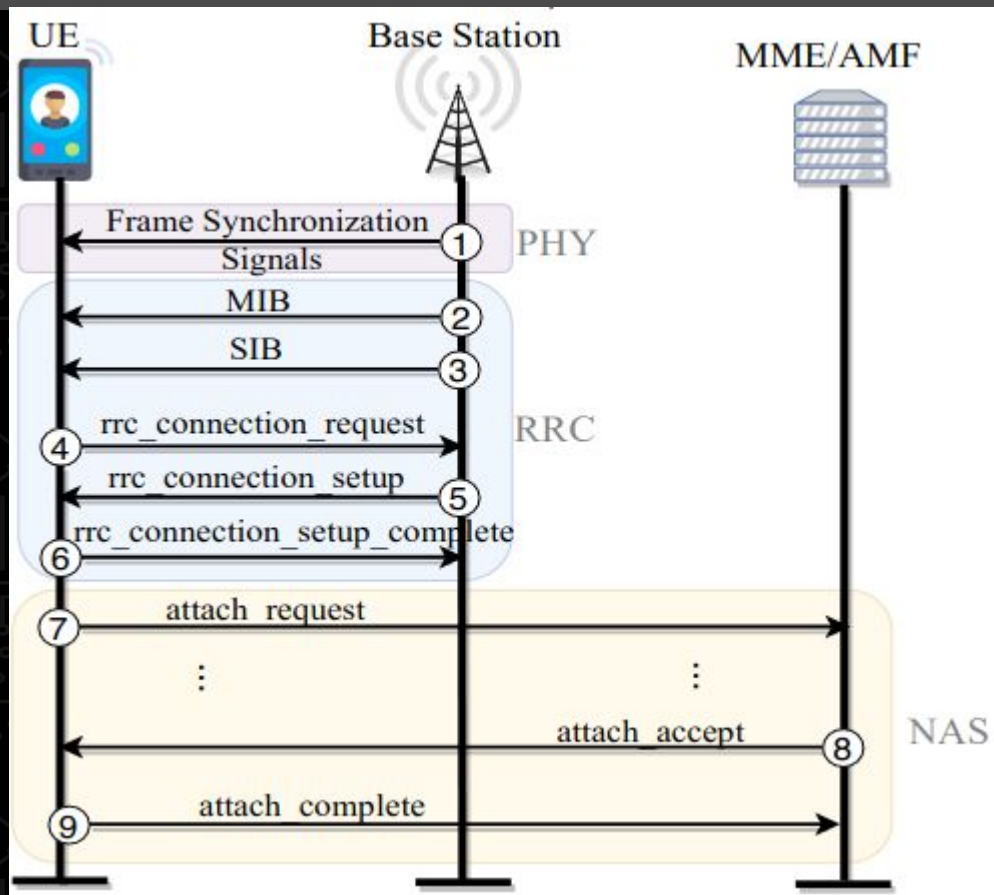 UE
Base Station
MME/AMF
Frame Synchronization
1
PHY
Signals
MIB
2
SIB
3
rrc_connection_request
RRC
4
rrc_connection_setup
5
rrc_connection_setup_complete
6
attach_request
7
⋮
⋮
attach_accept
NAS
8
attach_complete
9